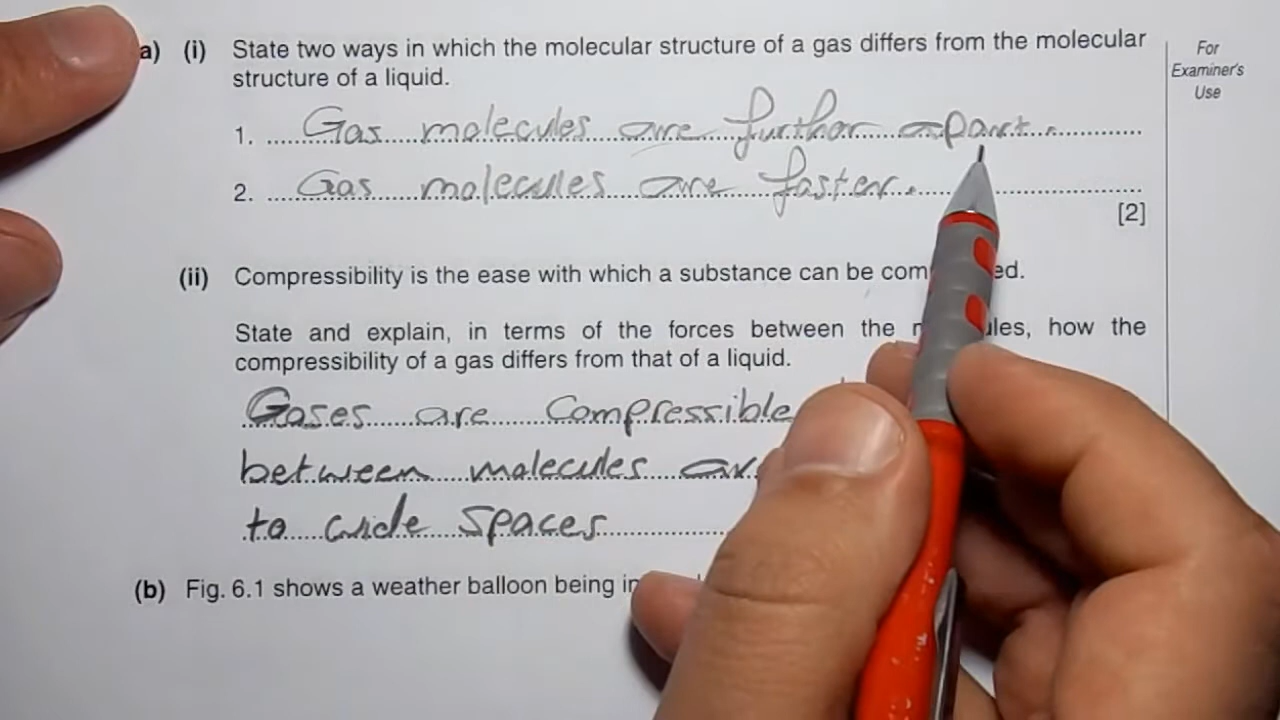 a) (i) State two ways in which the molecular structure of a gas differs from the molecular
structure of a liquid.
1. Gas molecules are further apart.
2. Gas molecules are faster.
[2]
(ii) Compressibility is the ease with which a substance can be com ed.
State and explain, in terms of the forces between the m ules, how the
compressibility of a gas differs from that of a liquid.
Gases are Compressible
between molecules
to wide spaces
(b) Fig. 6.1 shows a weather balloon being
For
Examiner's
Use